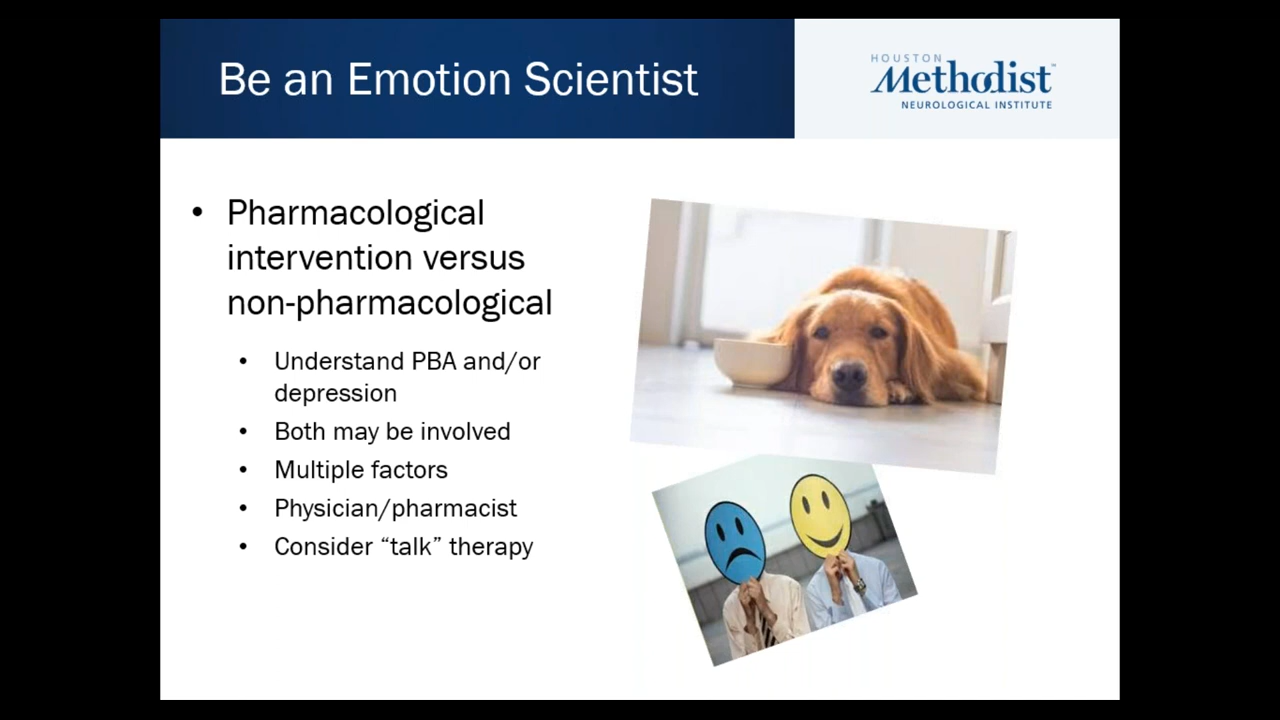 Be an Emotion Scientist
HOUSTON
Methodist
NEUROLOGICAL INSTITUTE
• Pharmacological
intervention versus
non-pharmacological
• Understand PBA and/or
depression
• Both may be involved
• Multiple factors
• Physician/pharmacist
• Consider “talk” therapy